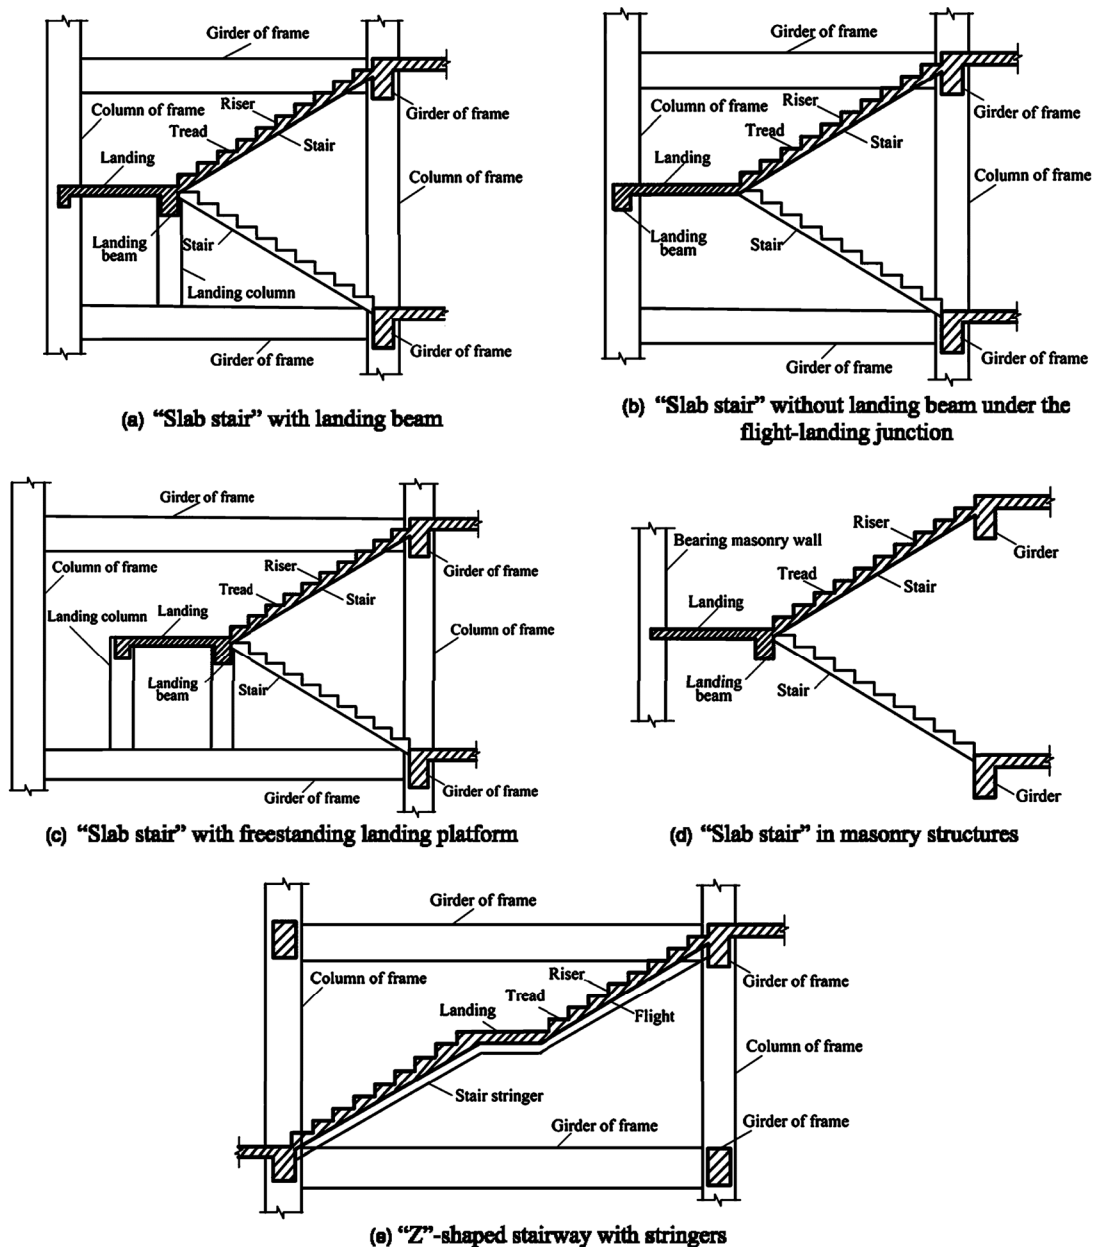 Girder of frame
Column of frame
Riser
Tread
Stair
Girder of frame
Landing
Column of frame
Landing
beam
Stair
Landing column
Girder of frame
Girder of frame
(a) “Slab stair” with landing beam
Girder of frame
Column of frame
Riser
Tread
Stair
Girder of frame
Landing
Column of frame
Landing
beam
Stair
Girder of frame
Girder of frame
(b) “Slab stair” without landing beam under the
flight-landing junction
Girder of frame
Column of frame
Riser
Girder of frame
Tread
Stair
Landing column
Landing
Column of frame
Landing
beam
Stair
Girder of frame
Girder of frame
(c) “Slab stair” with freestanding landing platform
Riser
Bearing masonry wall
Girder
Tread
Stair
Landing
Landing
beam
Stair
Girder
(d) “Slab stair” in masonry structures
Girder of frame
Column of frame
Riser
Girder of frame
Tread
Landing
Flight
Column of frame
Stair stringer
Girder of frame
Girder of frame
(e) “Z”-shaped stairway with stringers